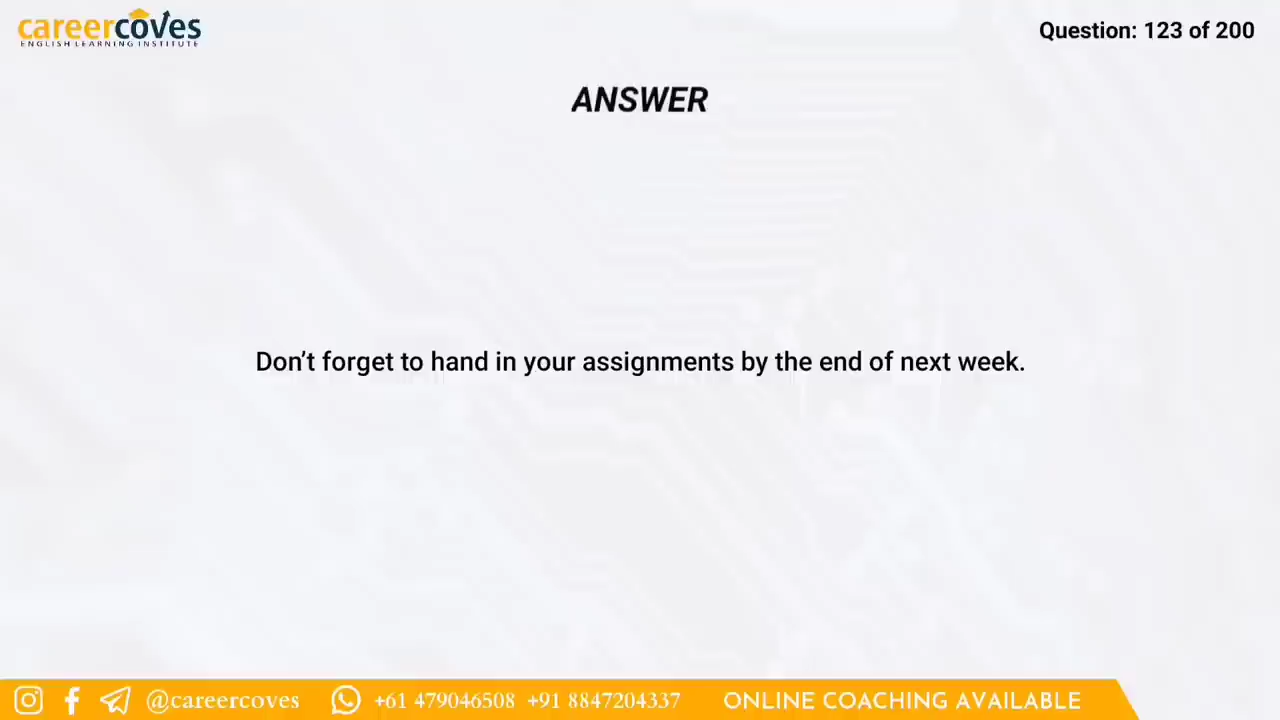 careercoves
ENGLISH LEARNING INSTITUTE
Question: 123 of 200
ANSWER
Don’t forget to hand in your assignments by the end of next week.
@careercoves +61 479046508 +91 8847204337 ONLINE COACHING AVAILABLE